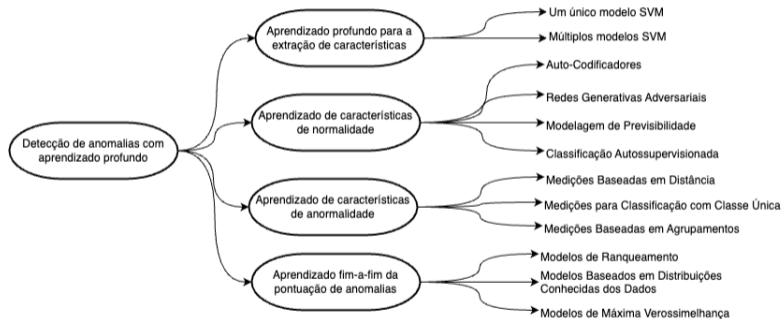 Detecção de anomalias com
aprendizado profundo
Aprendizado profundo para a
extração de características
Um único modelo SVM
Múltiplos modelos SVM
Aprendizado de características
de normalidade
Auto-Codificadores
Redes Generativas Adversariais
Modelagem de Previsibilidade
Classificação Autossupervisionada
Aprendizado de características
de anormalidade
Medições Baseadas em Distância
Medições para Classificação com Classe Única
Medições Baseadas em Agrupamentos
Aprendizado fim-a-fim da
pontuação de anomalias
Modelos de Ranqueamento
Modelos Baseados em Distribuições
Conhecidas dos Dados
Modelos de Máxima Verossimelhança